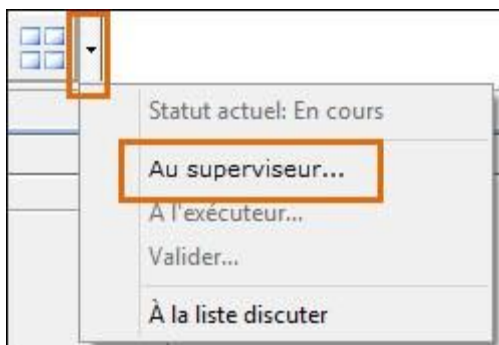 Statut actuel: En cours
Au superviseur...
A l'exécuteur...
Valider...
À la liste discuter